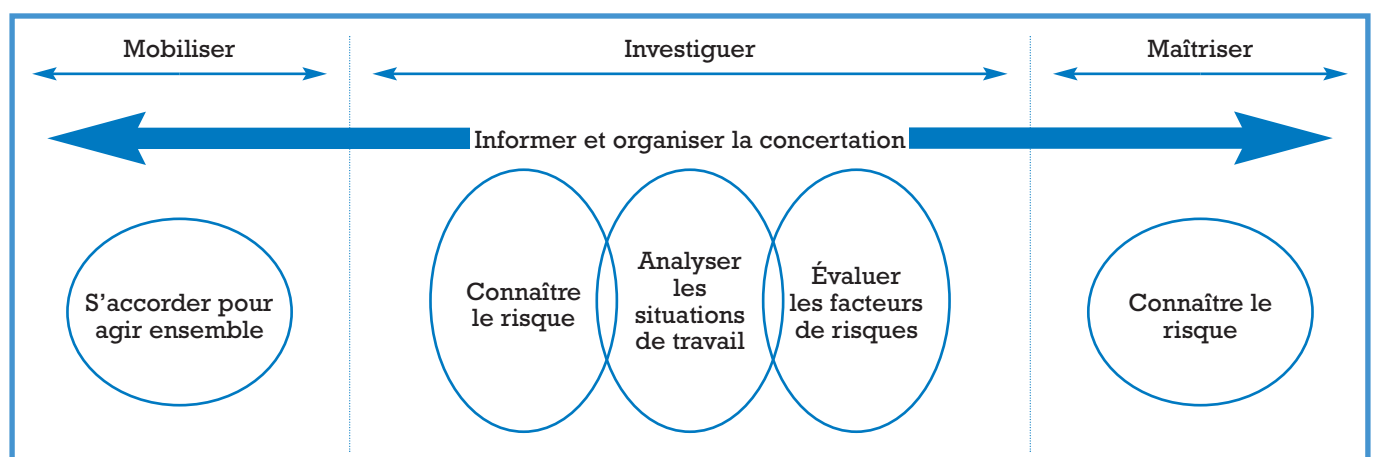 Mobiliser
Investiguer
Maîtriser
Informer et organiser la concertation
S’accorder pour
agir ensemble
Connaître
le risque
Analyser
les
situations
de travail
Évaluer
les facteurs
de risques
Connaître le
risque